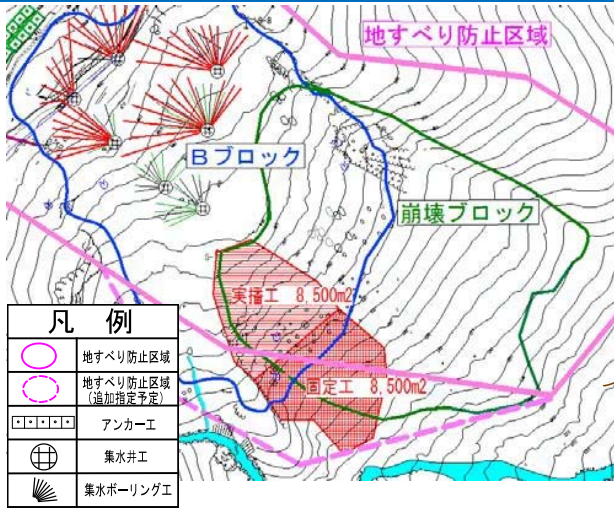 地すべり防止区域
Bブロック
崩壊ブロック
実播工 8,500m2
固定工 8,500m2
凡 例
地すべり防止区域
地すべり防止区域
(追加指定予定)
アンカー工
集水井工
集水ボーリング工